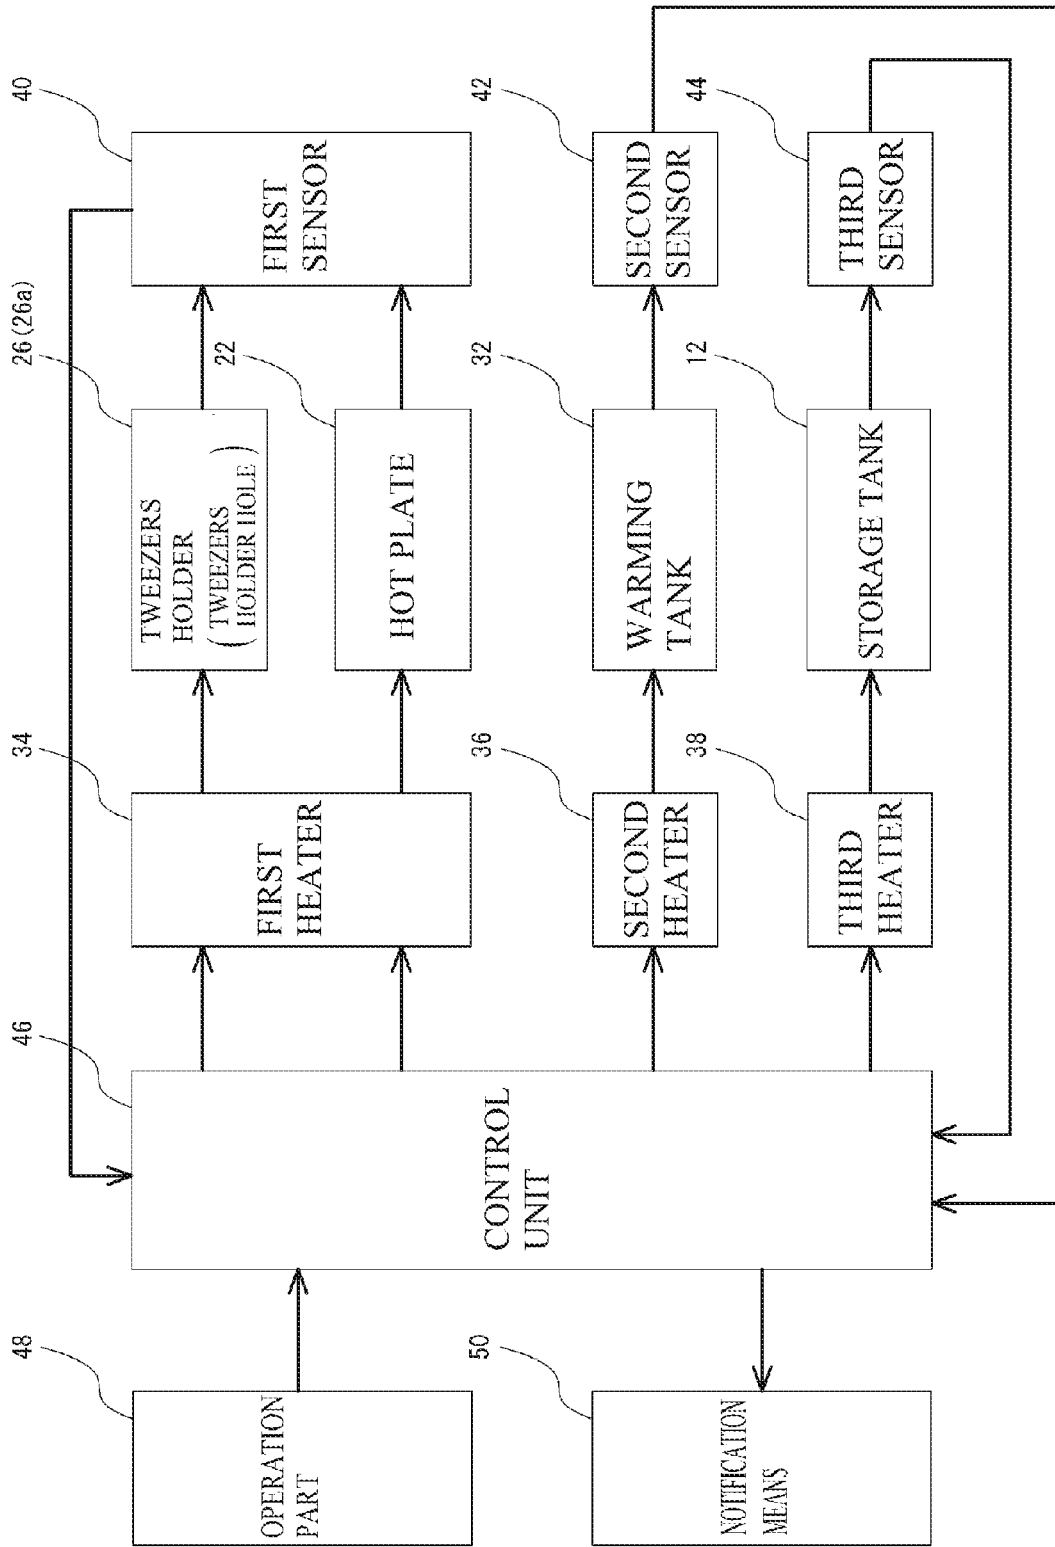 48
OPERATION
PART
50
NOTIFICATION
MEANS
46
CONTROL
UNIT
34
FIRST
HEATER
36
SECOND
HEATER
38
THIRD
HEATER
26(26a)
TWEEZERS
HOLDER
(TWEEZERS
HOLDER HOLE)
22
HOT PLATE
32
WARMING
TANK
12
STORAGE TANK
40
FIRST
SENSOR
42
SECOND
SENSOR
44
THIRD
SENSOR